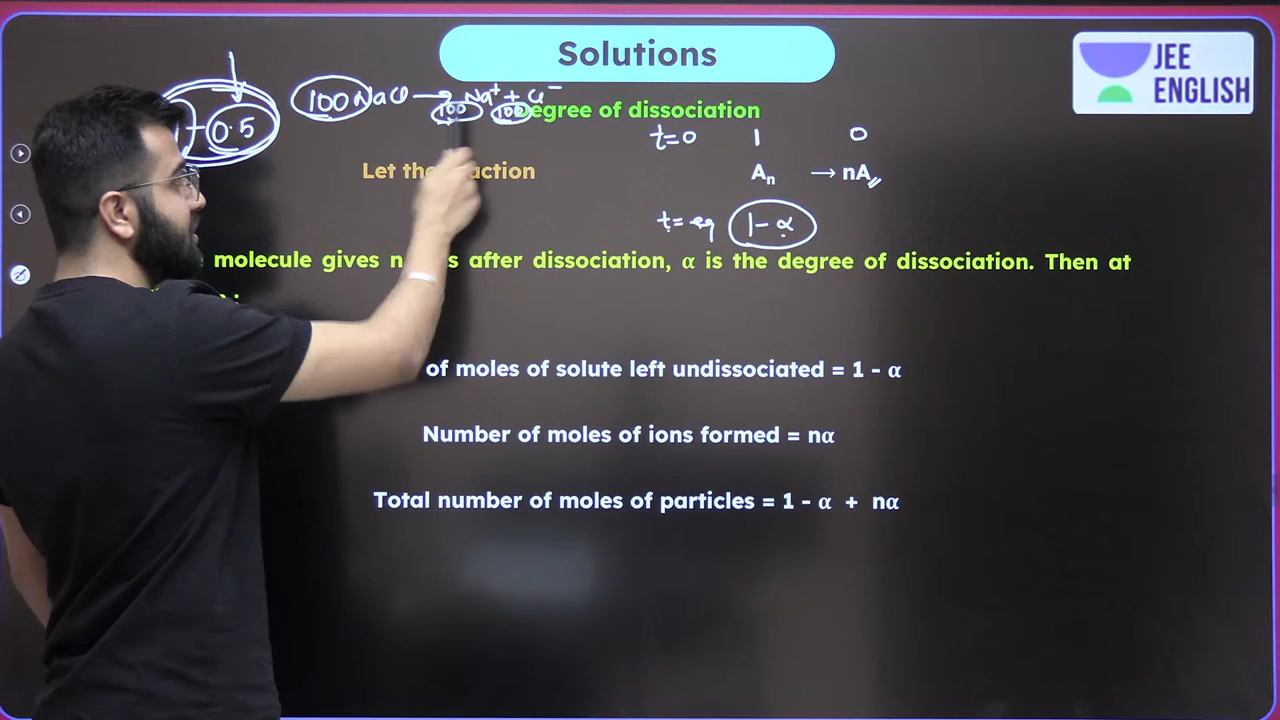 Solutions
JEE
ENGLISH
100 NaCl → Na⁺ + Cl⁻
100 100
- 0.5
egree of dissociation
t=0 1 0
Let the action
Aₙ → nA
t=eq 1-α
molecule gives n s after dissociation, α is the degree of dissociation. Then at
of moles of solute left undissociated = 1 - α
Number of moles of ions formed = nα
Total number of moles of particles = 1 - α + nα